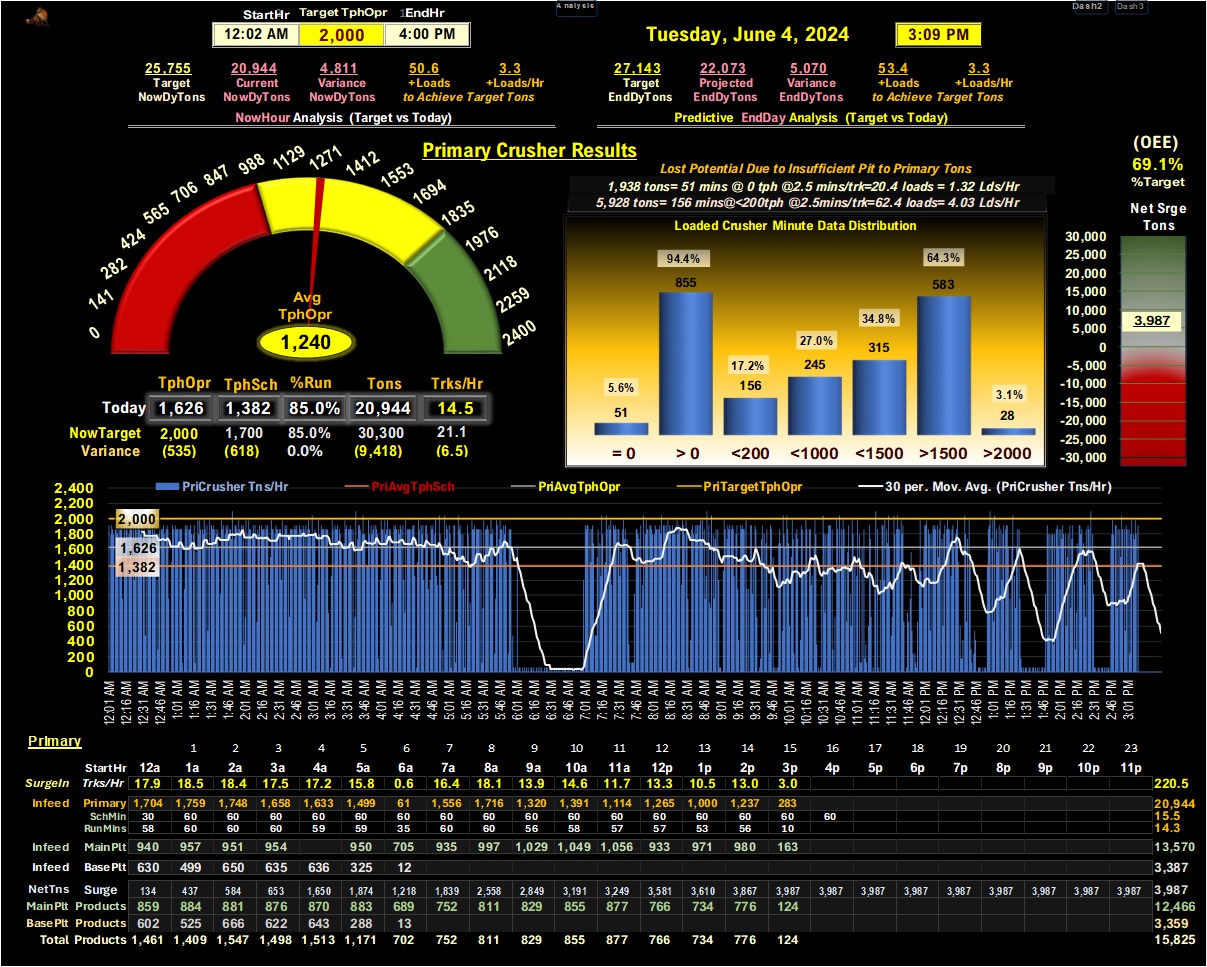 Analysis
Dash2 Dash3
StartHr Target TphOpr 1EndHr
12:02 AM 2,000 4:00 PM
Tuesday, June 4, 2024 3:09 PM
25,755 20,944 4,811 50.6 3.3
Target Current Variance +Loads +Loads/Hr
NowDyTons NowDyTons NowDyTons to Achieve Target Tons
NowHour Analysis (Target vs Today)
27,143 22,073 5,070 53.4 3.3
Target Projected Variance +Loads +Loads/Hr
EndDyTons EndDyTons EndDyTons to Achieve Target Tons
Predictive EndDay Analysis (Target vs Today)
Primary Crusher Results
0 141 282 424 565 706 847 988 1129 1271 1412 1553 1694 1835 1976 2118 2259 2400
Avg
TphOpr
1,240
Lost Potential Due to Insufficient Pit to Primary Tons
1,938 tons= 51 mins @ 0 tph @2.5 mins/trk=20.4 loads = 1.32 Lds/Hr
5,928 tons= 156 mins@<200tph @2.5mins/trk=62.4 loads= 4.03 Lds/Hr
(OEE)
69.1%
%Target
Net Srge
Tons
30,000
25,000
20,000
15,000
10,000
5,000
0
-5,000
-10,000
-15,000
-20,000
-25,000
-30,000
3,987
Loaded Crusher Minute Data Distribution
5.6% 94.4% 17.2% 27.0% 34.8% 64.3% 3.1%
51 855 156 245 315 583 28
= 0 > 0 <200 <1000 <1500 >1500 >2000
TphOpr TphSch %Run Tons Trks/Hr
Today 1,626 1,382 85.0% 20,944 14.5
NowTarget 2,000 1,700 85.0% 30,300 21.1
Variance (535) (618) 0.0% (9,418) (6.5)
PriCrusher Tns/Hr PriAvgTphSch PriAvgTphOpr PriTargetTphOpr 30 per. Mov. Avg. (PriCrusher Tns/Hr)
2,400
2,200
2,000
1,800
1,600
1,400
1,200
1,000
800
600
400
200
0
2,000
1,626
1,382
12:01 AM 12:16 AM 12:31 AM 12:46 AM 1:01 AM 1:16 AM 1:31 AM 1:46 AM 2:01 AM 2:16 AM 2:31 AM 2:46 AM 3:01 AM 3:16 AM 3:31 AM 3:46 AM 4:01 AM 4:16 AM 4:31 AM 4:46 AM 5:01 AM 5:16 AM 5:31 AM 5:46 AM 6:01 AM 6:16 AM 6:31 AM 6:46 AM 7:01 AM 7:16 AM 7:31 AM 7:46 AM 8:01 AM 8:16 AM 8:31 AM 8:46 AM 9:01 AM 9:16 AM 9:31 AM 9:46 AM 10:01 AM 10:16 AM 10:31 AM 10:46 AM 11:01 AM 11:16 AM 11:31 AM 11:46 AM 12:01 PM 12:16 PM 12:31 PM 12:46 PM 1:01 PM 1:16 PM 1:31 PM 1:46 PM 2:01 PM 2:16 PM 2:31 PM 2:46 PM 3:01 PM
Primary
1 2 3 4 5 6 7 8 9 10 11 12 13 14 15 16 17 18 19 20 21 22 23
StartHr 12a 1a 2a 3a 4a 5a 6a 7a 8a 9a 10a 11a 12p 1p 2p 3p 4p 5p 6p 7p 8p 9p 10p 11p
SurgeIn Trks/Hr 17.9 18.5 18.4 17.5 17.2 15.8 0.6 16.4 18.1 13.9 14.6 11.7 13.3 10.5 13.0 3.0 220.5
Infeed Primary 1,704 1,759 1,748 1,658 1,633 1,499 61 1,556 1,716 1,320 1,391 1,114 1,265 1,000 1,237 283 20,944
SchMin 30 60 60 60 60 60 60 60 60 60 60 60 60 60 60 60 60 15.5
RunMins 58 60 60 60 59 59 35 60 60 56 58 57 57 53 56 10 14.3
Infeed MainPlt 940 957 951 954 950 705 935 997 1,029 1,049 1,056 933 971 980 163 13,570
Infeed BasePlt 630 499 650 635 636 325 12 3,387
NetTns Surge 134 437 584 653 1,650 1,874 1,218 1,839 2,558 2,849 3,191 3,249 3,581 3,610 3,867 3,987 3,987 3,987 3,987 3,987 3,987 3,987 3,987 3,987 3,987
MainPlt Products 859 884 881 876 870 883 689 752 811 829 855 877 766 734 776 124 12,466
BasePlt Products 602 525 666 622 643 288 13 3,359
Total Products 1,461 1,409 1,547 1,498 1,513 1,171 702 752 811 829 855 877 766 734 776 124 15,825